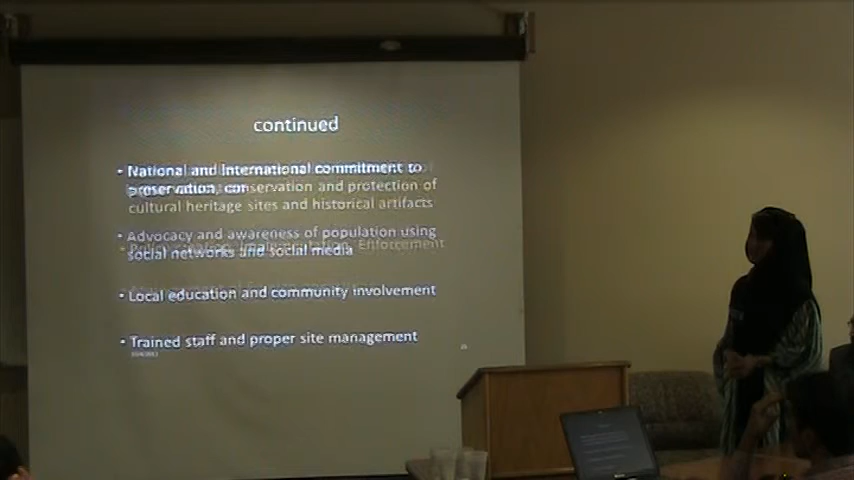 continued
• National and International commitment to
preservation, conservation and protection of
cultural heritage sites and historical artifacts
• Advocacy and awareness of population using
social networks and social media
• Local education and community involvement
• Trained staff and proper site management